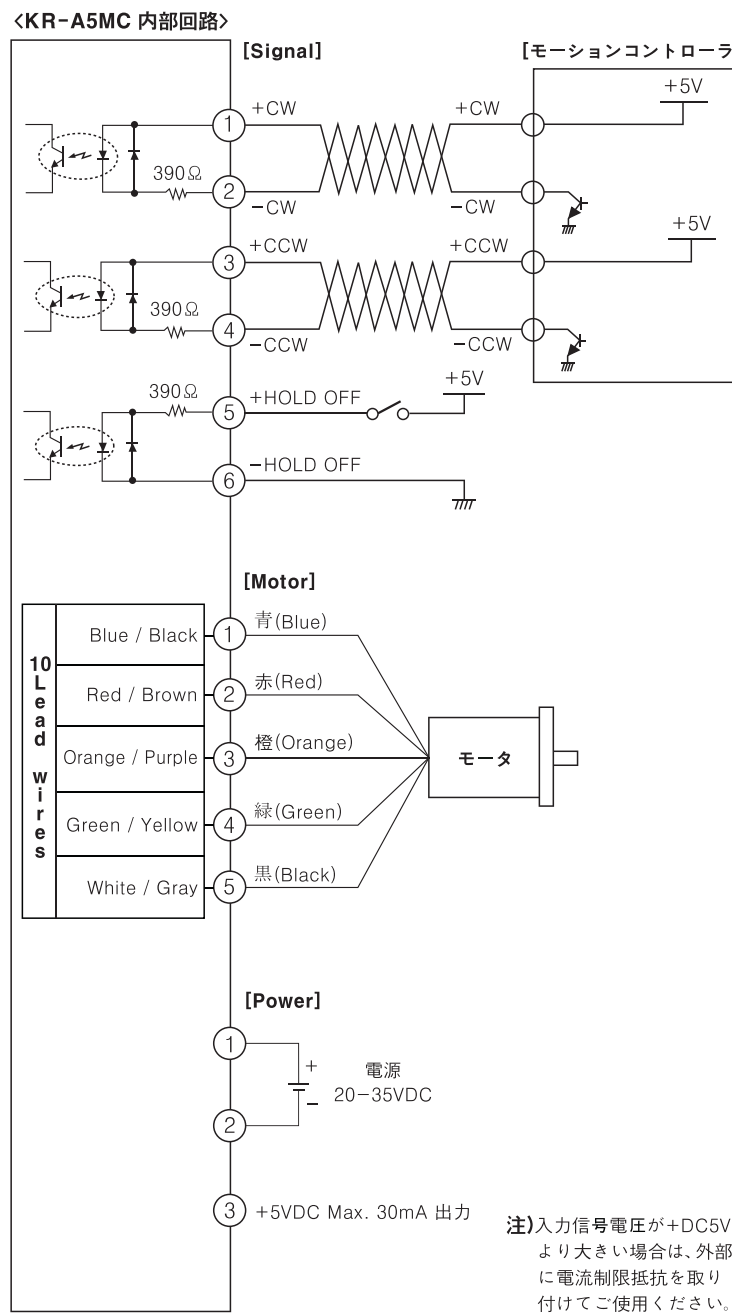 <KR-A5MC 内部回路>
[Signal]
[モーションコントローラ
+5V
+CW
+CW
1
390Ω
2
−CW
−CW
+5V
+CCW
+CCW
3
390Ω
4
−CCW
−CCW
+5V
390Ω
+HOLD OFF
5
−HOLD OFF
6
[Motor]
10 Lead wires
Blue / Black
1
青(Blue)
Red / Brown
2
赤(Red)
Orange / Purple
3
橙(Orange)
モータ
Green / Yellow
4
緑(Green)
White / Gray
5
黒(Black)
[Power]
1
+
電源
20−35VDC
−
2
3
+5VDC Max. 30mA 出力
注)入力信号電圧が+DC5V
より大きい場合は、外部
に電流制限抵抗を取り
付けてご使用ください。